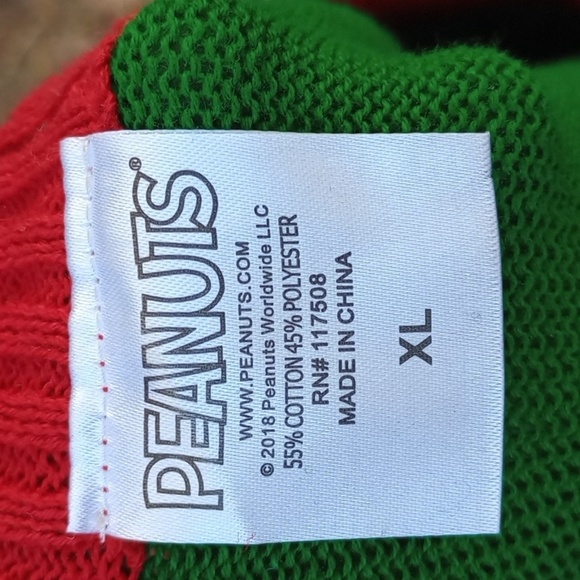 PEANUTS®
WWW.PEANUTS.COM
© 2018 Peanuts Worldwide LLC
55% COTTON 45% POLYESTER
RN# 117508
MADE IN CHINA
XL